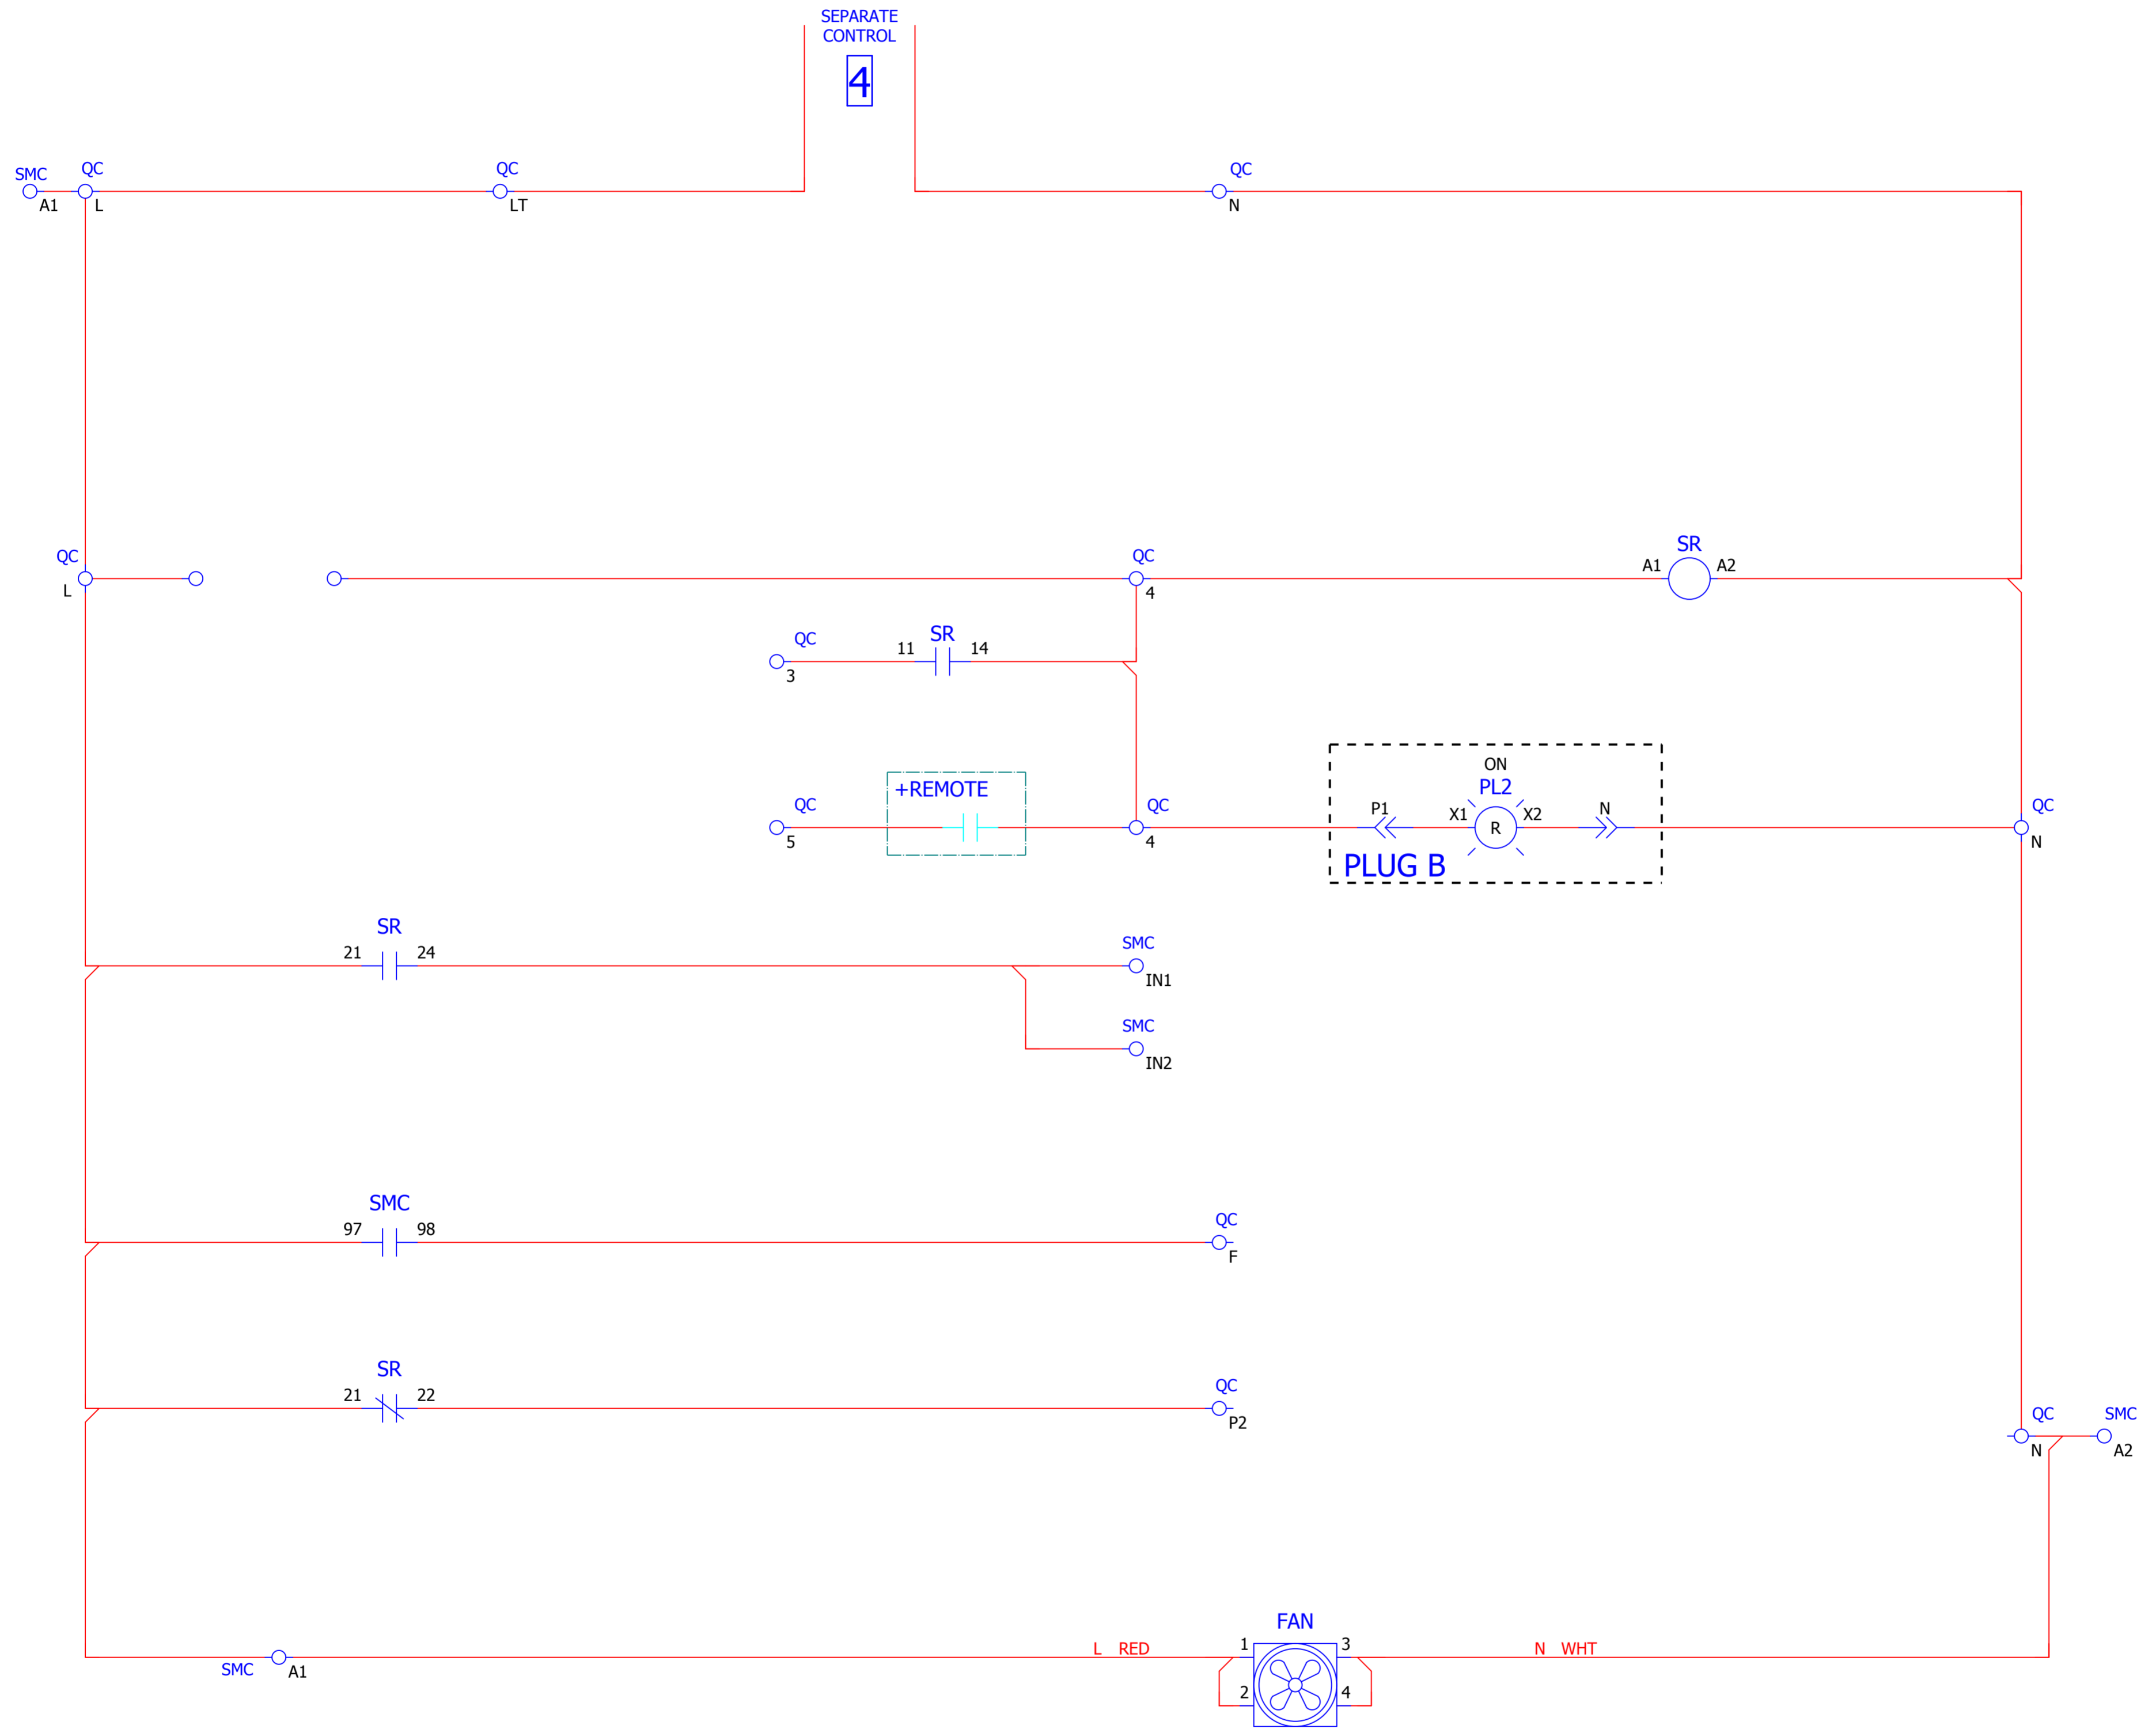 SEPARATE
CONTROL
4
SMC
QC
QC
QC
A1
L
LT
N
SR
QC
QC
A1
A2
L
4
SR
QC
11
14
3
ON
+REMOTE
PL2
QC
QC
P1
X1
X2
N
QC
R
5
4
N
PLUG B
SR
SMC
21
24
IN1
SMC
IN2
SMC
QC
97
98
F
SR
QC
21
22
P2
QC
SMC
N
A2
FAN
L RED
1
3
N WHT
SMC
A1
2
4